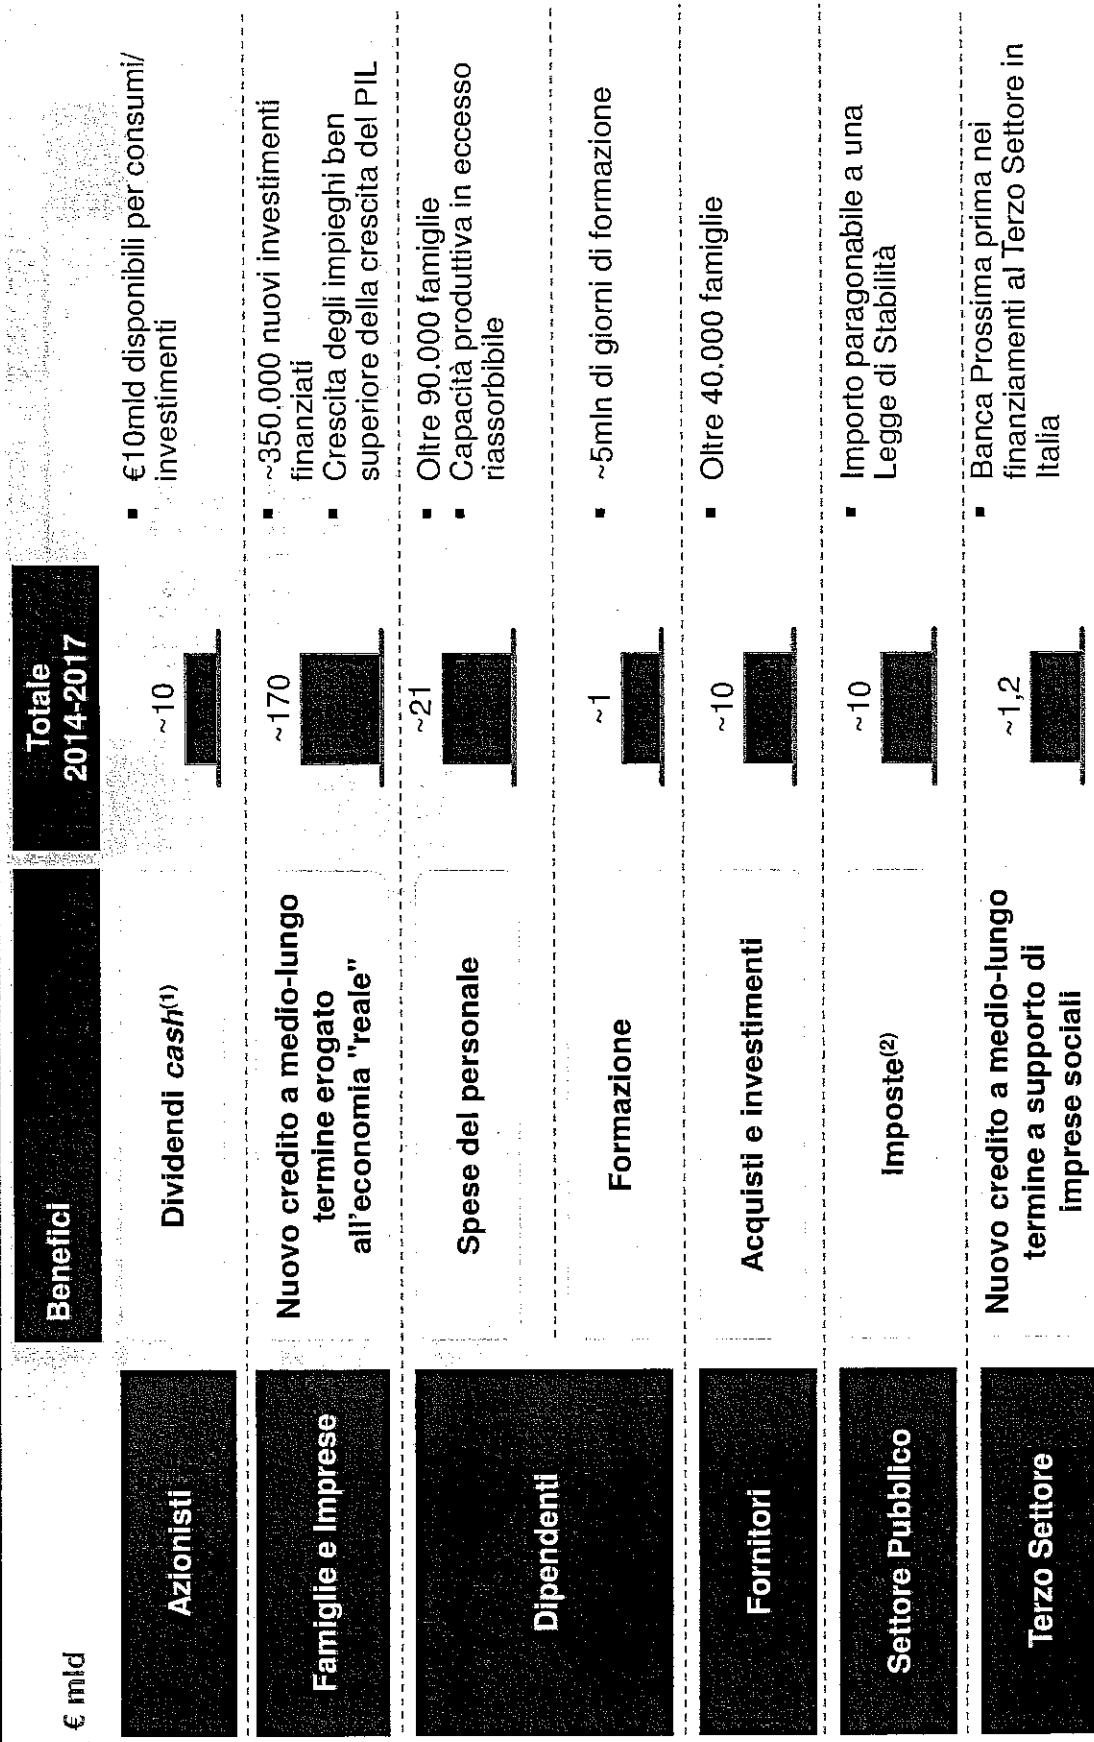 € mld
Benefici
Totale
2014-2017
Azionisti
Dividendi cash(1)
~10
▪ €10mld disponibili per consumi/
investimenti
Famiglie e Imprese
Nuovo credito a medio-lungo
termine erogato
all'economia "reale"
~170
▪ ~350.000 nuovi investimenti
finanziati
▪ Crescita degli impieghi ben
superiore della crescita del PIL
Dipendenti
Spese del personale
~21
▪ Oltre 90.000 famiglie
▪ Capacità produttiva in eccesso
riassorbibile
Formazione
~1
▪ ~5mln di giorni di formazione
Fornitori
Acquisti e investimenti
~10
▪ Oltre 40.000 famiglie
Settore Pubblico
Imposte(2)
~10
▪ Importo paragonabile a una
Legge di Stabilità
Terzo Settore
Nuovo credito a medio-lungo
termine a supporto di
imprese sociali
~1,2
▪ Banca Prossima prima nei
finanziamenti al Terzo Settore in
Italia